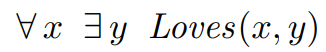 ∀ x ∃ y Loves(x, y)